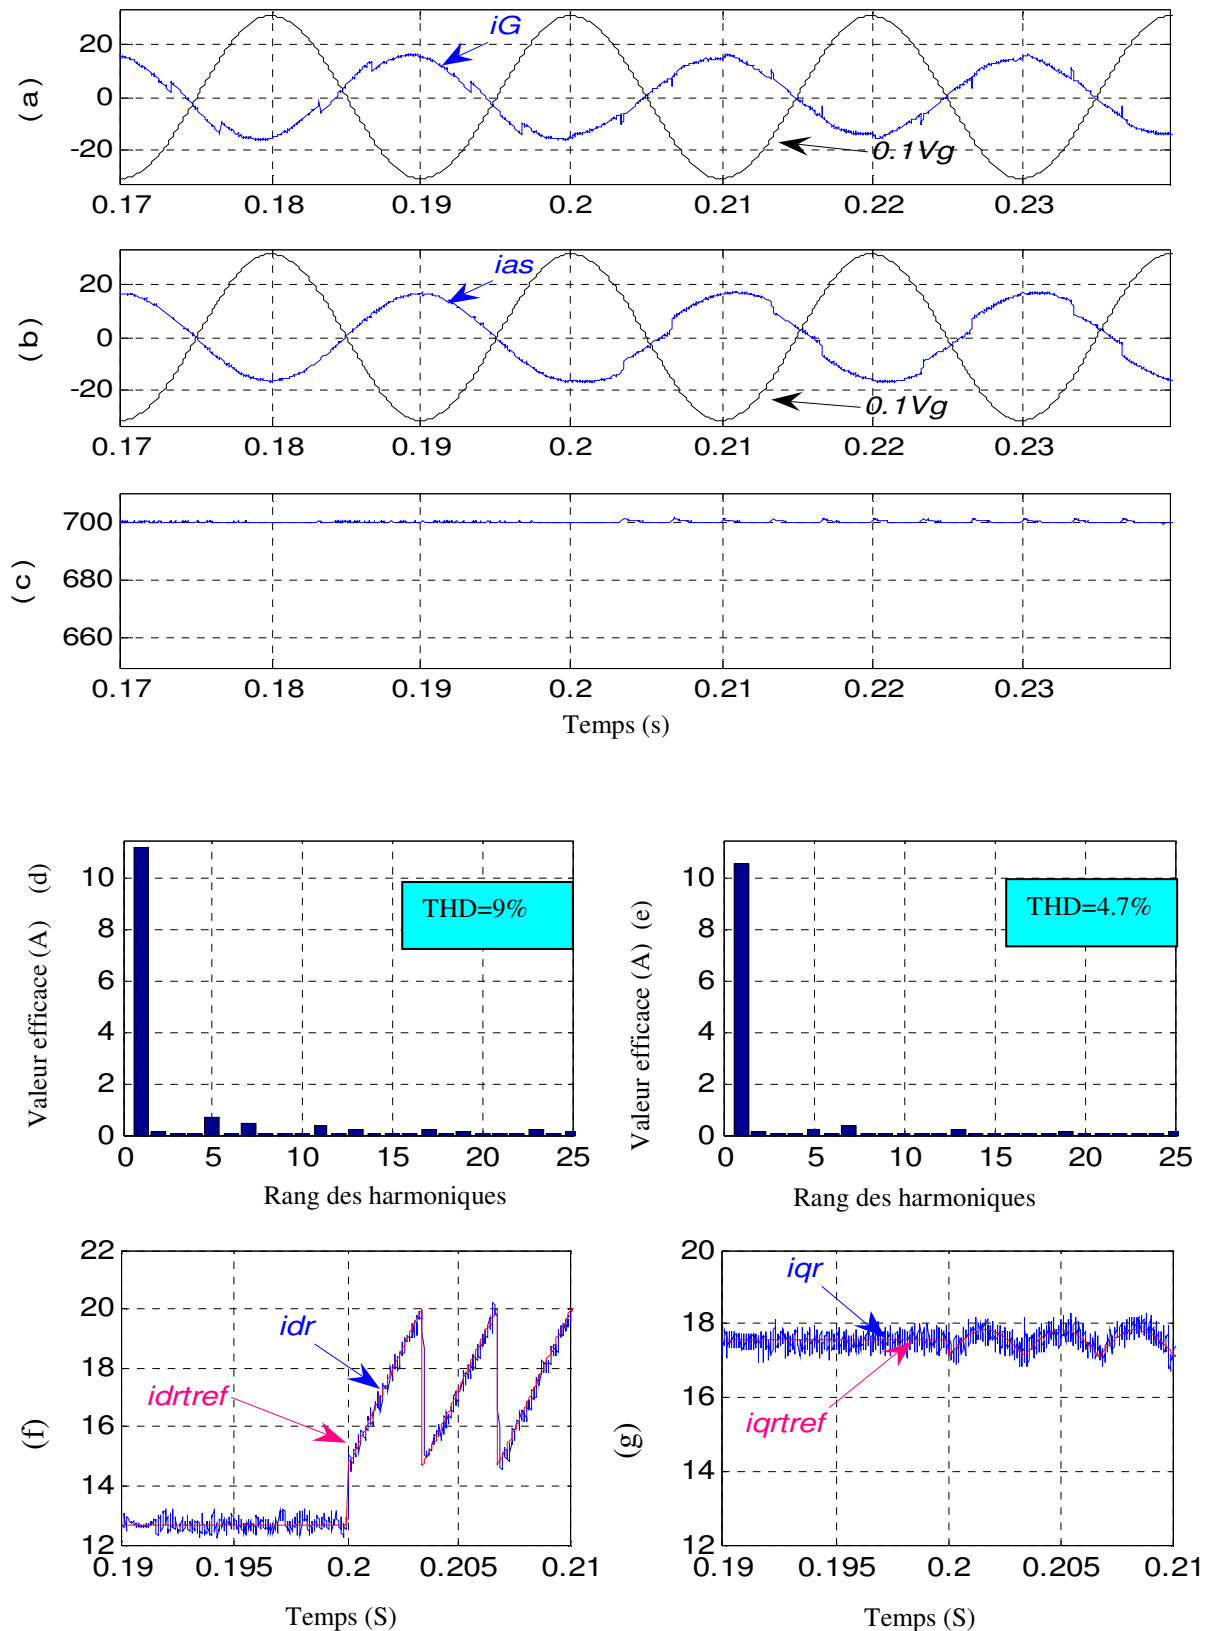 iG
20
0
-20
(a)
0.1Vg
0.17 0.18 0.19 0.2 0.21 0.22 0.23
ias
20
0
-20
(b)
0.1Vg
0.17 0.18 0.19 0.2 0.21 0.22 0.23
700
680
660
(c)
0.17 0.18 0.19 0.2 0.21 0.22 0.23
Temps (s)
Valeur efficace (A) (d)
10
8
6
4
2
0
THD=9%
0 5 10 15 20 25
Rang des harmoniques
Valeur efficace (A) (e)
10
8
6
4
2
0
THD=4.7%
0 5 10 15 20 25
Rang des harmoniques
(f)
22
20
18
16
14
12
idr
idrtref
0.19 0.195 0.2 0.205 0.21
Temps (S)
(g)
20
18
16
14
12
iqr
iqrtref
0.19 0.195 0.2 0.205 0.21
Temps (S)